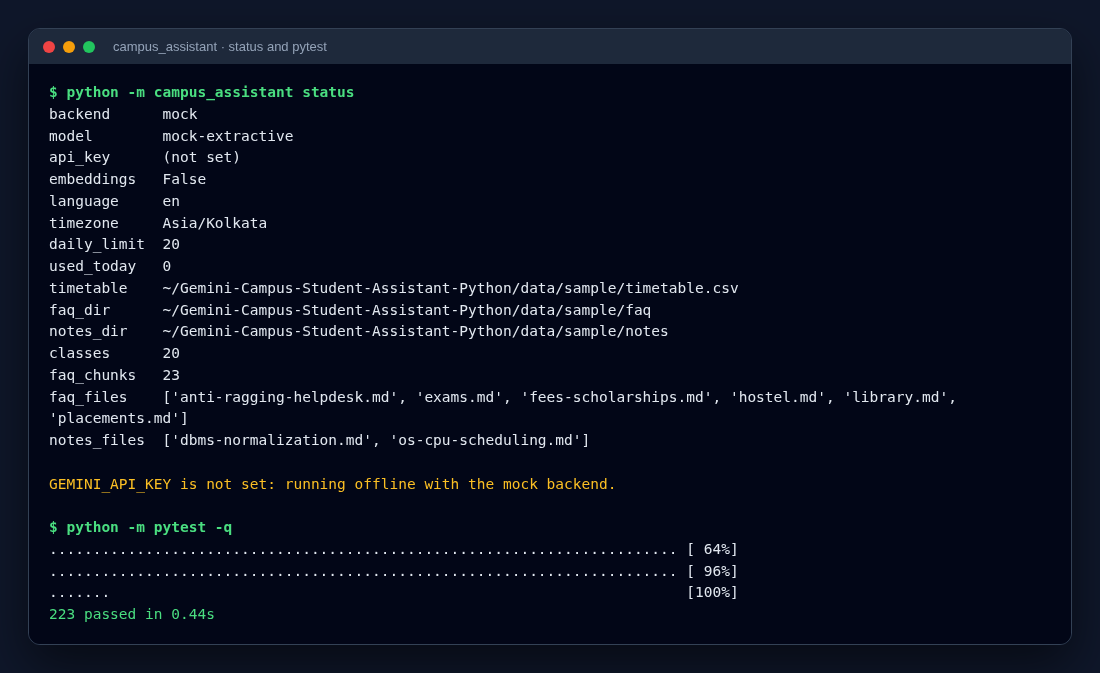 campus_assistant · status and pytest
$ python -m campus_assistant status
backend      mock
model        mock-extractive
api_key      (not set)
embeddings   False
language     en
timezone     Asia/Kolkata
daily_limit  20
used_today   0
timetable    ~/Gemini-Campus-Student-Assistant-Python/data/sample/timetable.csv
faq_dir      ~/Gemini-Campus-Student-Assistant-Python/data/sample/faq
notes_dir    ~/Gemini-Campus-Student-Assistant-Python/data/sample/notes
classes      20
faq_chunks   23
faq_files    ['anti-ragging-helpdesk.md', 'exams.md', 'fees-scholarships.md', 'hostel.md', 'library.md',
'placements.md']
notes_files  ['dbms-normalization.md', 'os-cpu-scheduling.md']
GEMINI_API_KEY is not set: running offline with the mock backend.
$ python -m pytest -q
........................................................................ [ 64%]
........................................................................ [ 96%]
.......                                                                  [100%]
223 passed in 0.44s